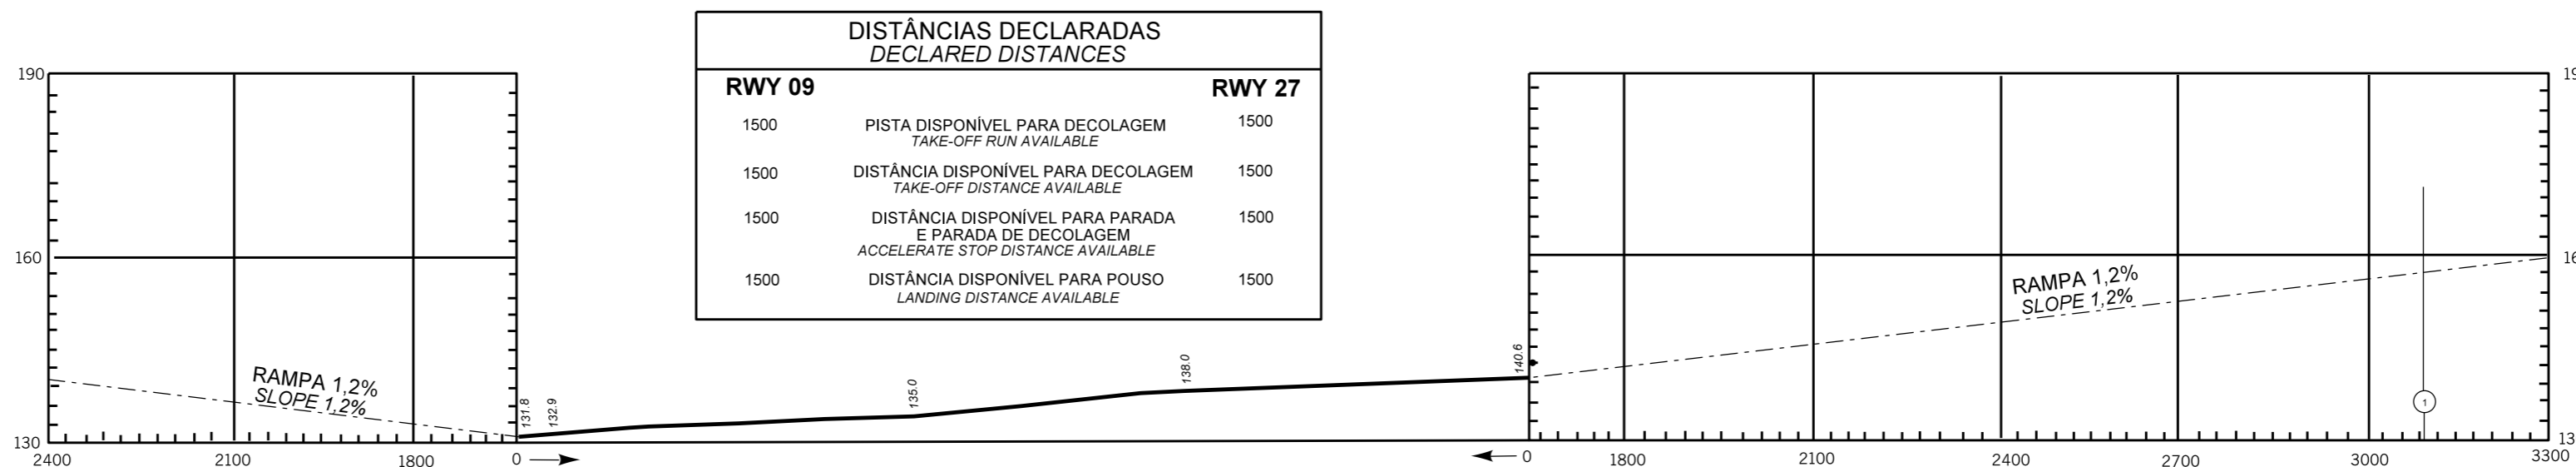 DISTÂNCIAS DECLARADAS
DECLARED DISTANCES
RWY 09 RWY 27
1500 PISTA DISPONÍVEL PARA DECOLAGEM 1500
TAKE-OFF RUN AVAILABLE
1500 DISTÂNCIA DISPONÍVEL PARA DECOLAGEM 1500
TAKE-OFF DISTANCE AVAILABLE
1500 DISTÂNCIA DISPONÍVEL PARA PARADA 1500
E PARADA DE DECOLAGEM
ACCELERATE STOP DISTANCE AVAILABLE
1500 DISTÂNCIA DISPONÍVEL PARA POUSO 1500
LANDING DISTANCE AVAILABLE
190
160
130
RAMPA 1,2%
SLOPE 1,2%
2400 2100 1800 0
131.8
132.9
135.0
138.0
140.6
RAMPA 1,2%
SLOPE 1,2%
1
0 1800 2100 2400 2700 3000 3300